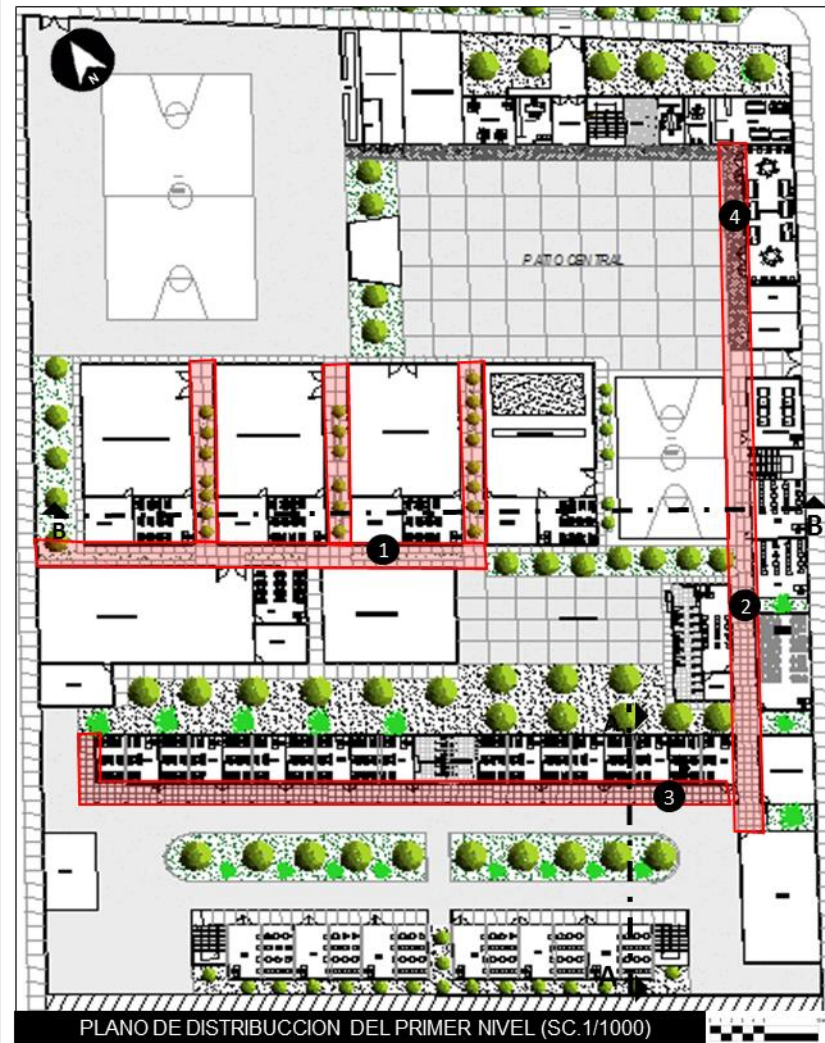 N
4
PATIO CENTRAL
B
B
1
2
3
A
PLANO DE DISTRIBUCCION DEL PRIMER NIVEL (SC.1/1000)